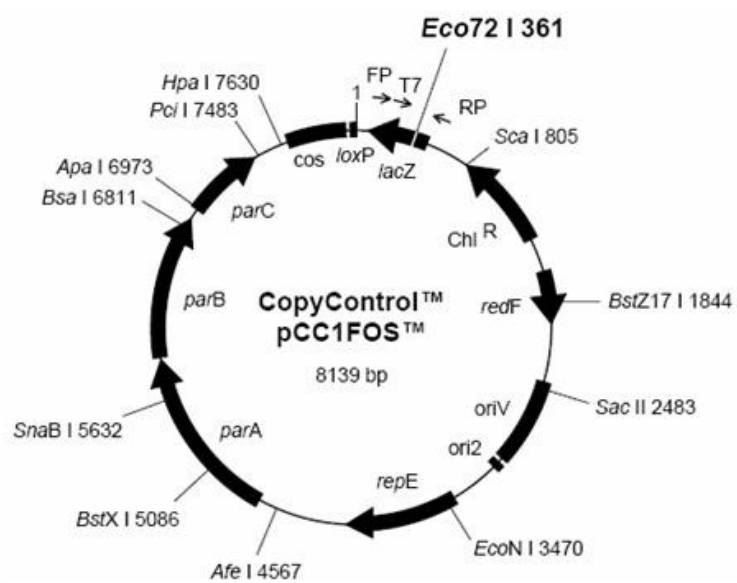 Eco72 I 361
FP
T7
1
RP
Hpa I 7630
Pci I 7483
Sca I 805
cos
loxP
lacZ
Apa I 6973
Bsa I 6811
parC
Chl R
parB
CopyControl™
pCC1FOS™
8139 bp
redF
BstZ17 I 1844
oriV
Sac II 2483
ori2
SnaB I 5632
parA
repE
BstX I 5086
EcoN I 3470
Afe I 4567